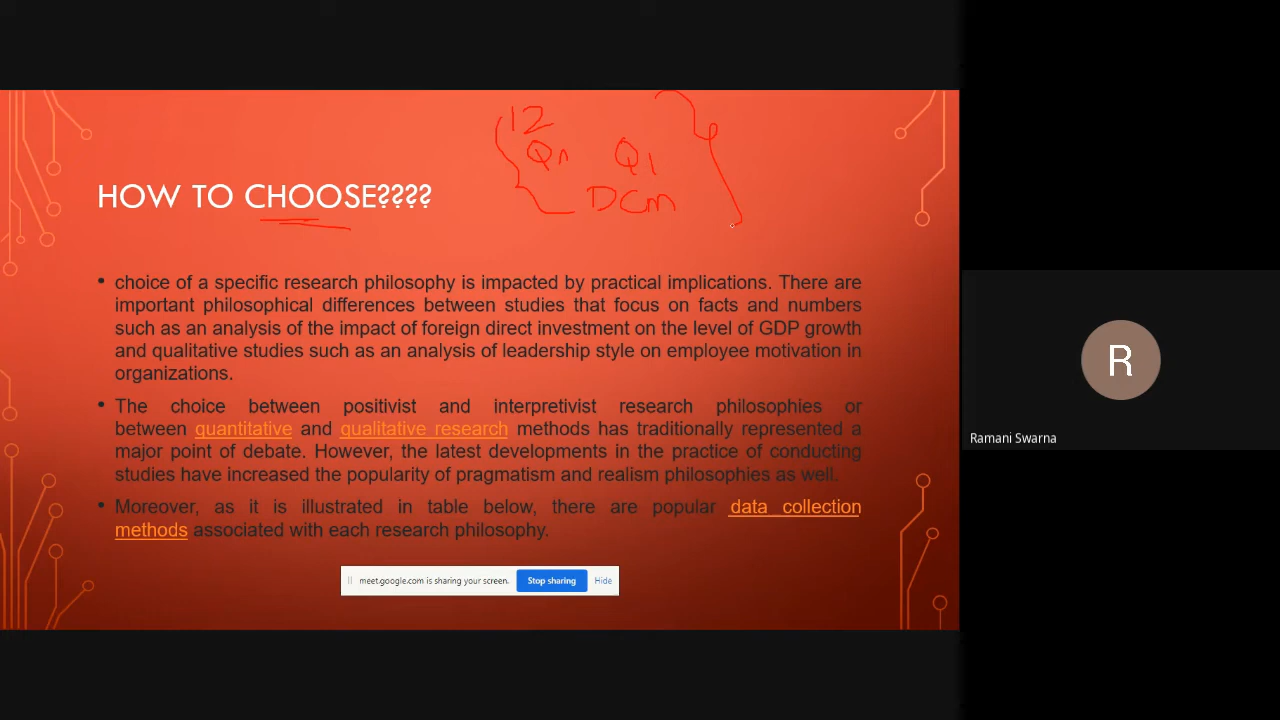 12
Qn Q1
DCm
HOW TO CHOOSE????
• choice of a specific research philosophy is impacted by practical implications. There are
important philosophical differences between studies that focus on facts and numbers
such as an analysis of the impact of foreign direct investment on the level of GDP growth
and qualitative studies such as an analysis of leadership style on employee motivation in
organizations.
• The choice between positivist and interpretivist research philosophies or
between quantitative and qualitative research methods has traditionally represented a
major point of debate. However, the latest developments in the practice of conducting
studies have increased the popularity of pragmatism and realism philosophies as well.
• Moreover, as it is illustrated in table below, there are popular data collection
methods associated with each research philosophy.
meet.google.com is sharing your screen. Stop sharing Hide
R
Ramani Swarna